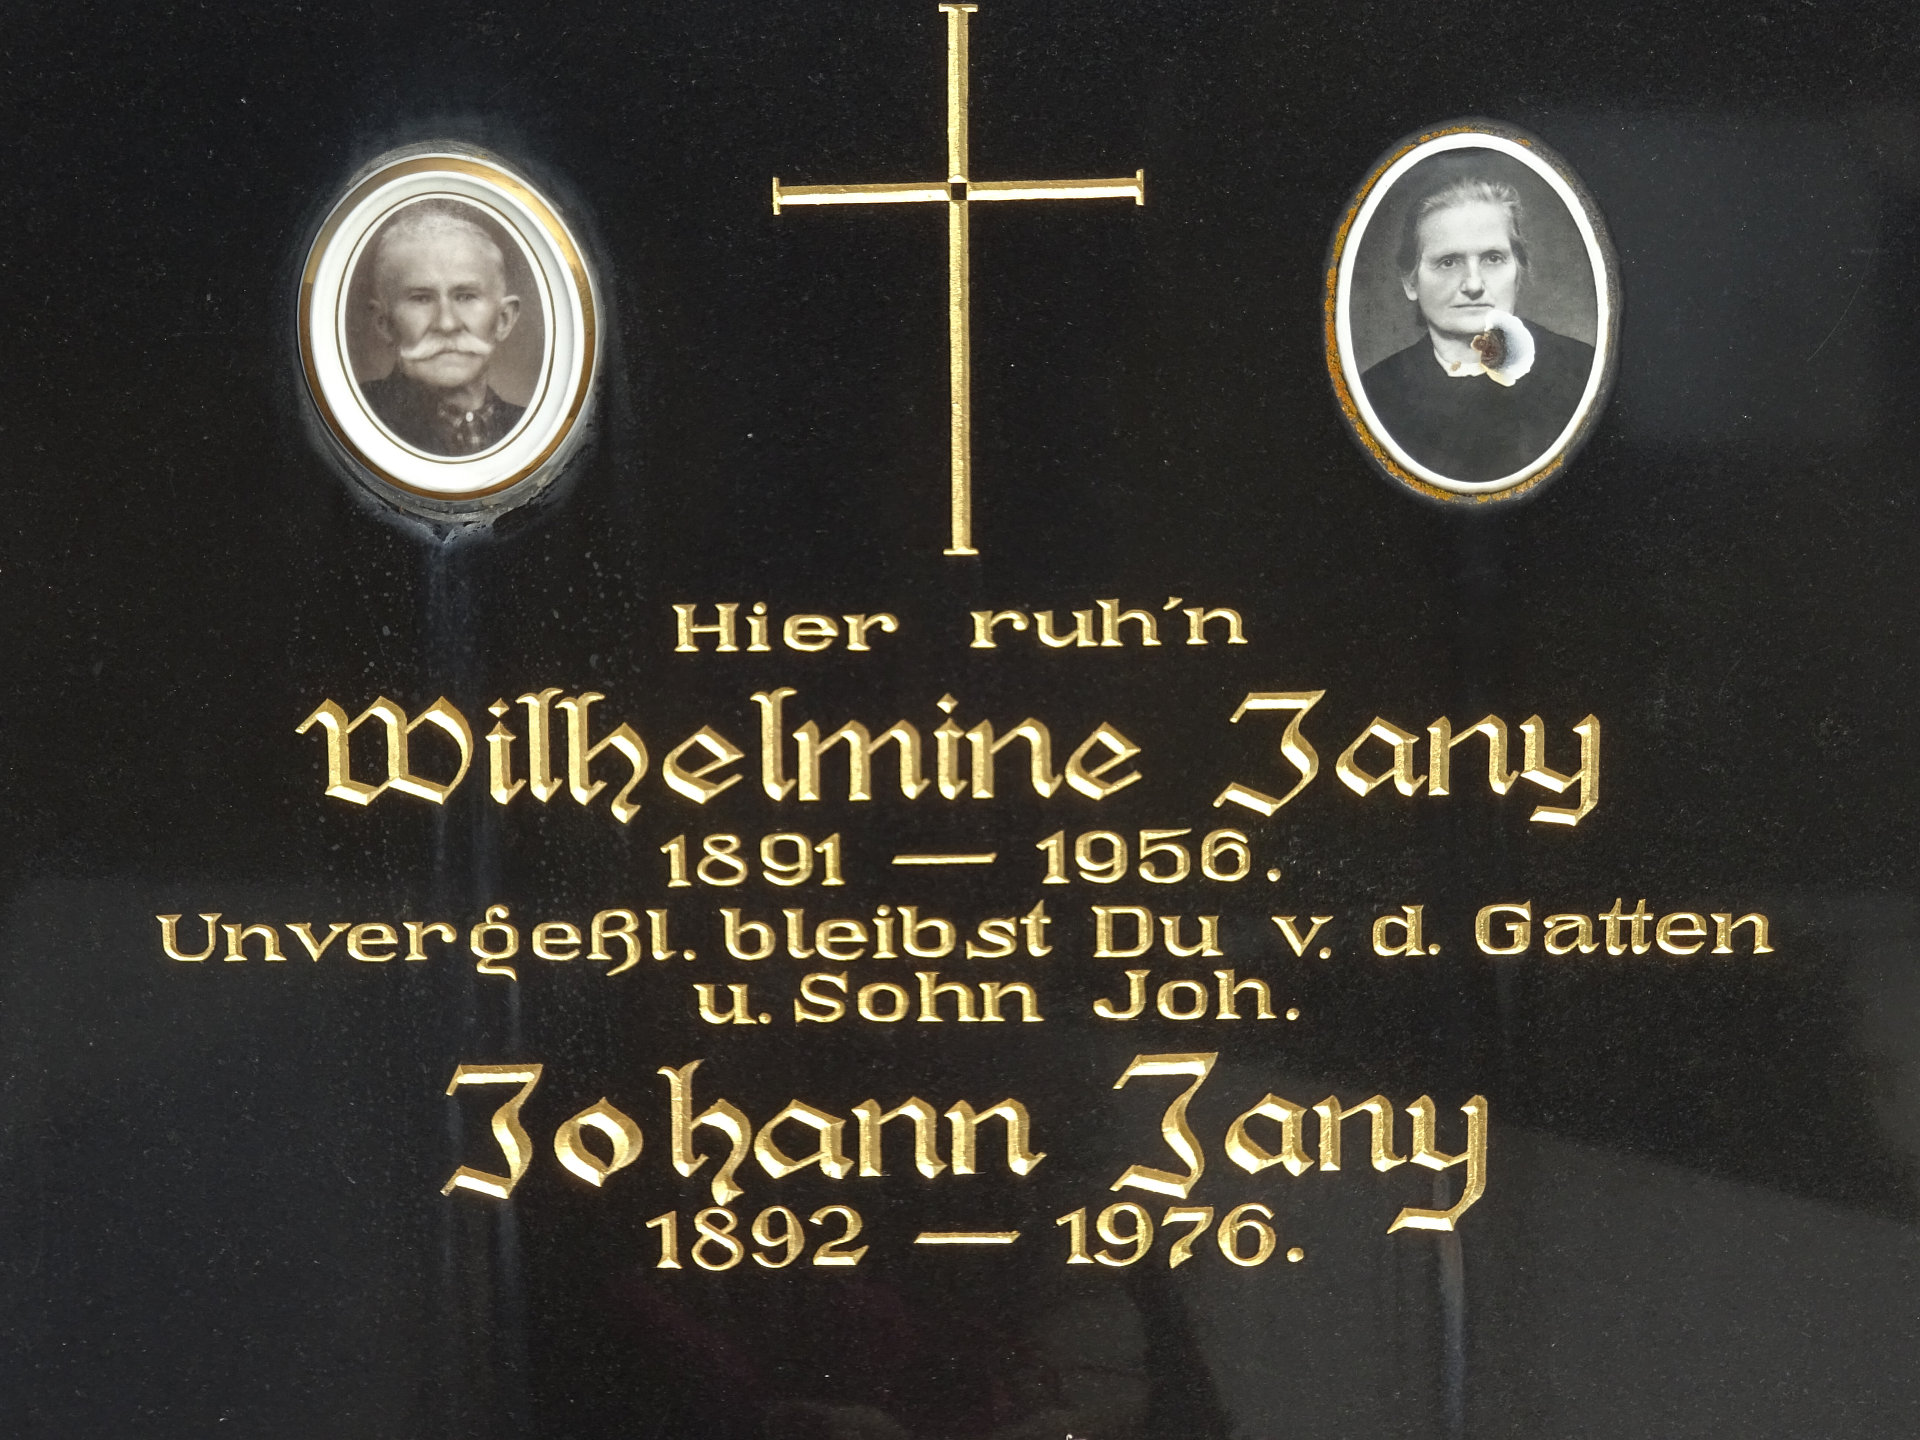 Hier ruh'n
Wilhelmine Jany
1891 — 1956.
Unvergeßl. bleibst Du v. d. Gatten
u. Sohn Joh.
Johann Jany
1892 — 1976.